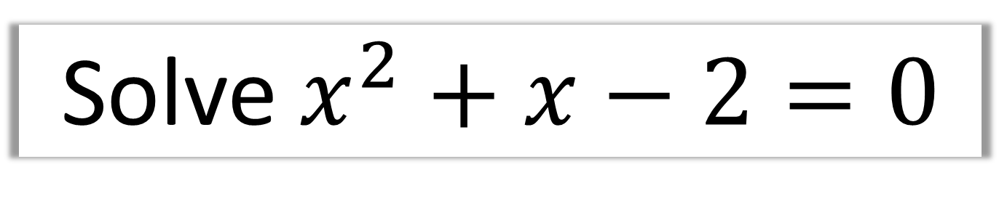 Solve x² + x − 2 = 0